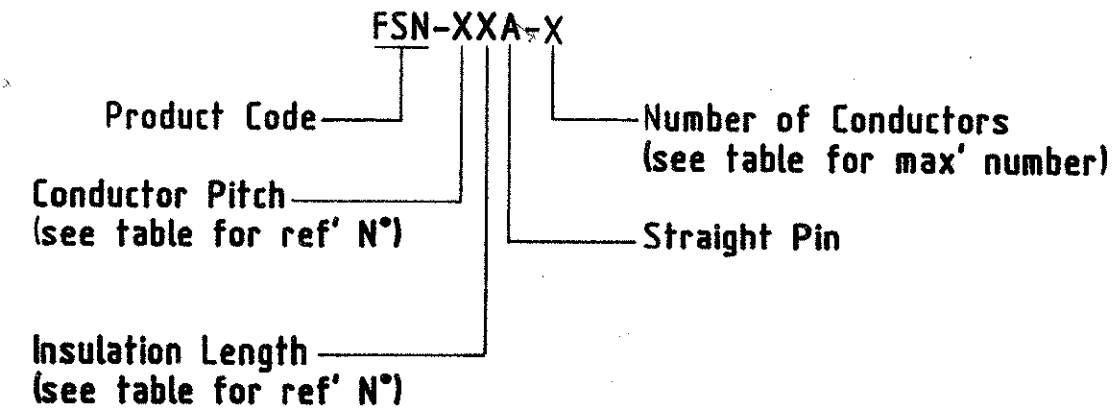 FSN-XXA-X
Product Code
Number of Conductors
(see table for max' number)
Conductor Pitch
(see table for ref' N°)
Straight Pin
Insulation Length
(see table for ref' N°)